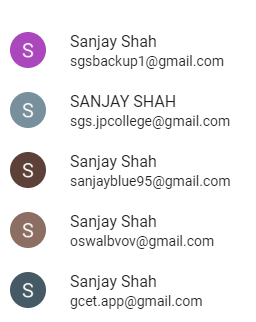 S
Sanjay Shah
sgsbackup1@gmail.com
S
SANJAY SHAH
sgs.jpcollege@gmail.com
S
Sanjay Shah
sanjayblue95@gmail.com
S
Sanjay Shah
oswalbvov@gmail.com
S
Sanjay Shah
gcet.app@gmail.com